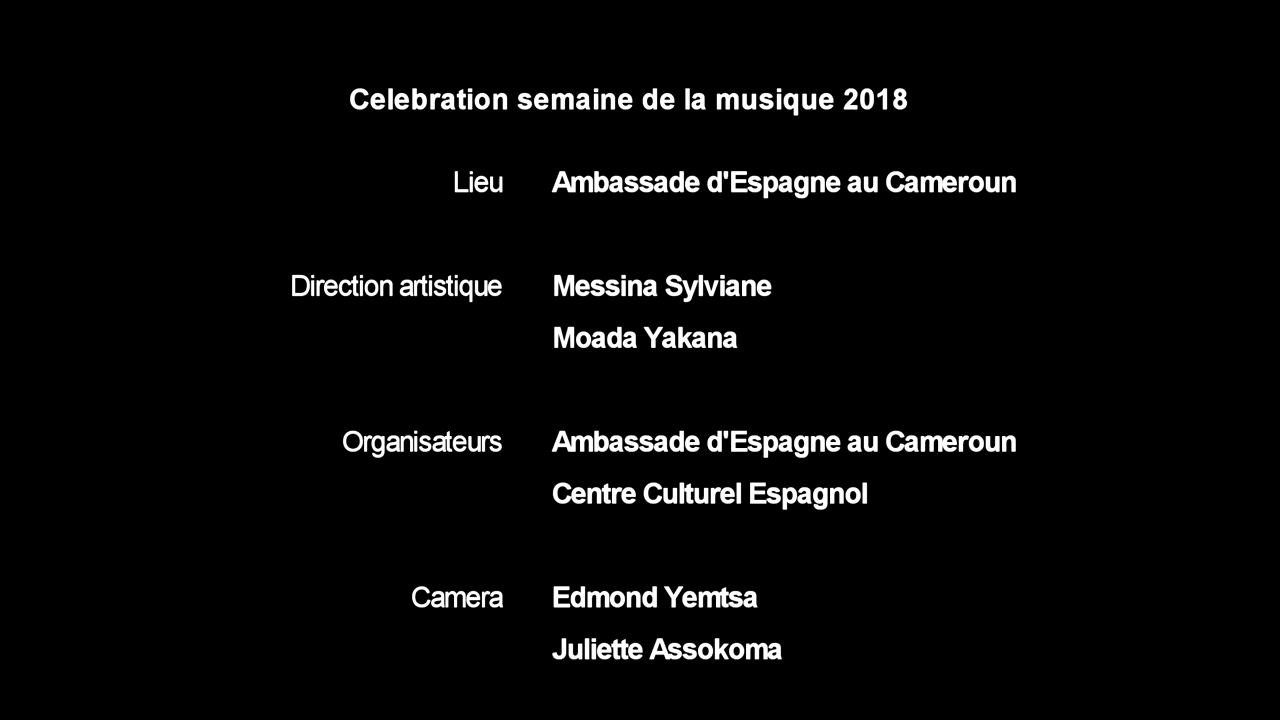 Celebration semaine de la musique 2018
Lieu Ambassade d'Espagne au Cameroun
Direction artistique Messina Sylviane
Moada Yakana
Organisateurs Ambassade d'Espagne au Cameroun
Centre Culturel Espagnol
Camera Edmond Yemtsa
Juliette Assokoma